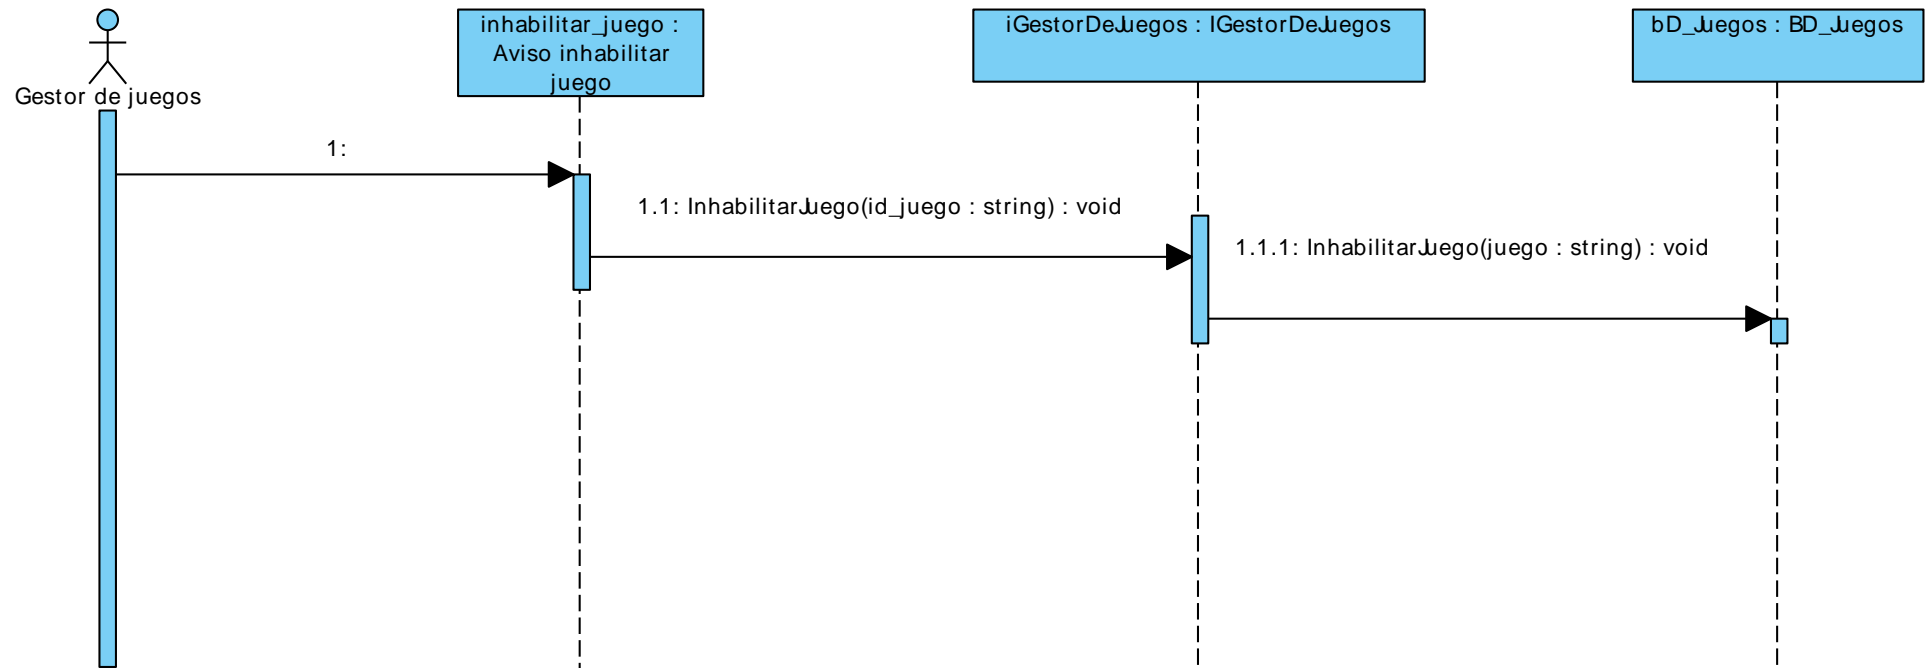 inhabilitar_juego :
Aviso inhabilitar
juego
iGestorDeJuegos : IGestorDeJuegos
bD_Juegos : BD_Juegos
Gestor de juegos
1:
1.1: InhabilitarJuego(id_juego : string) : void
1.1.1: InhabilitarJuego(juego : string) : void